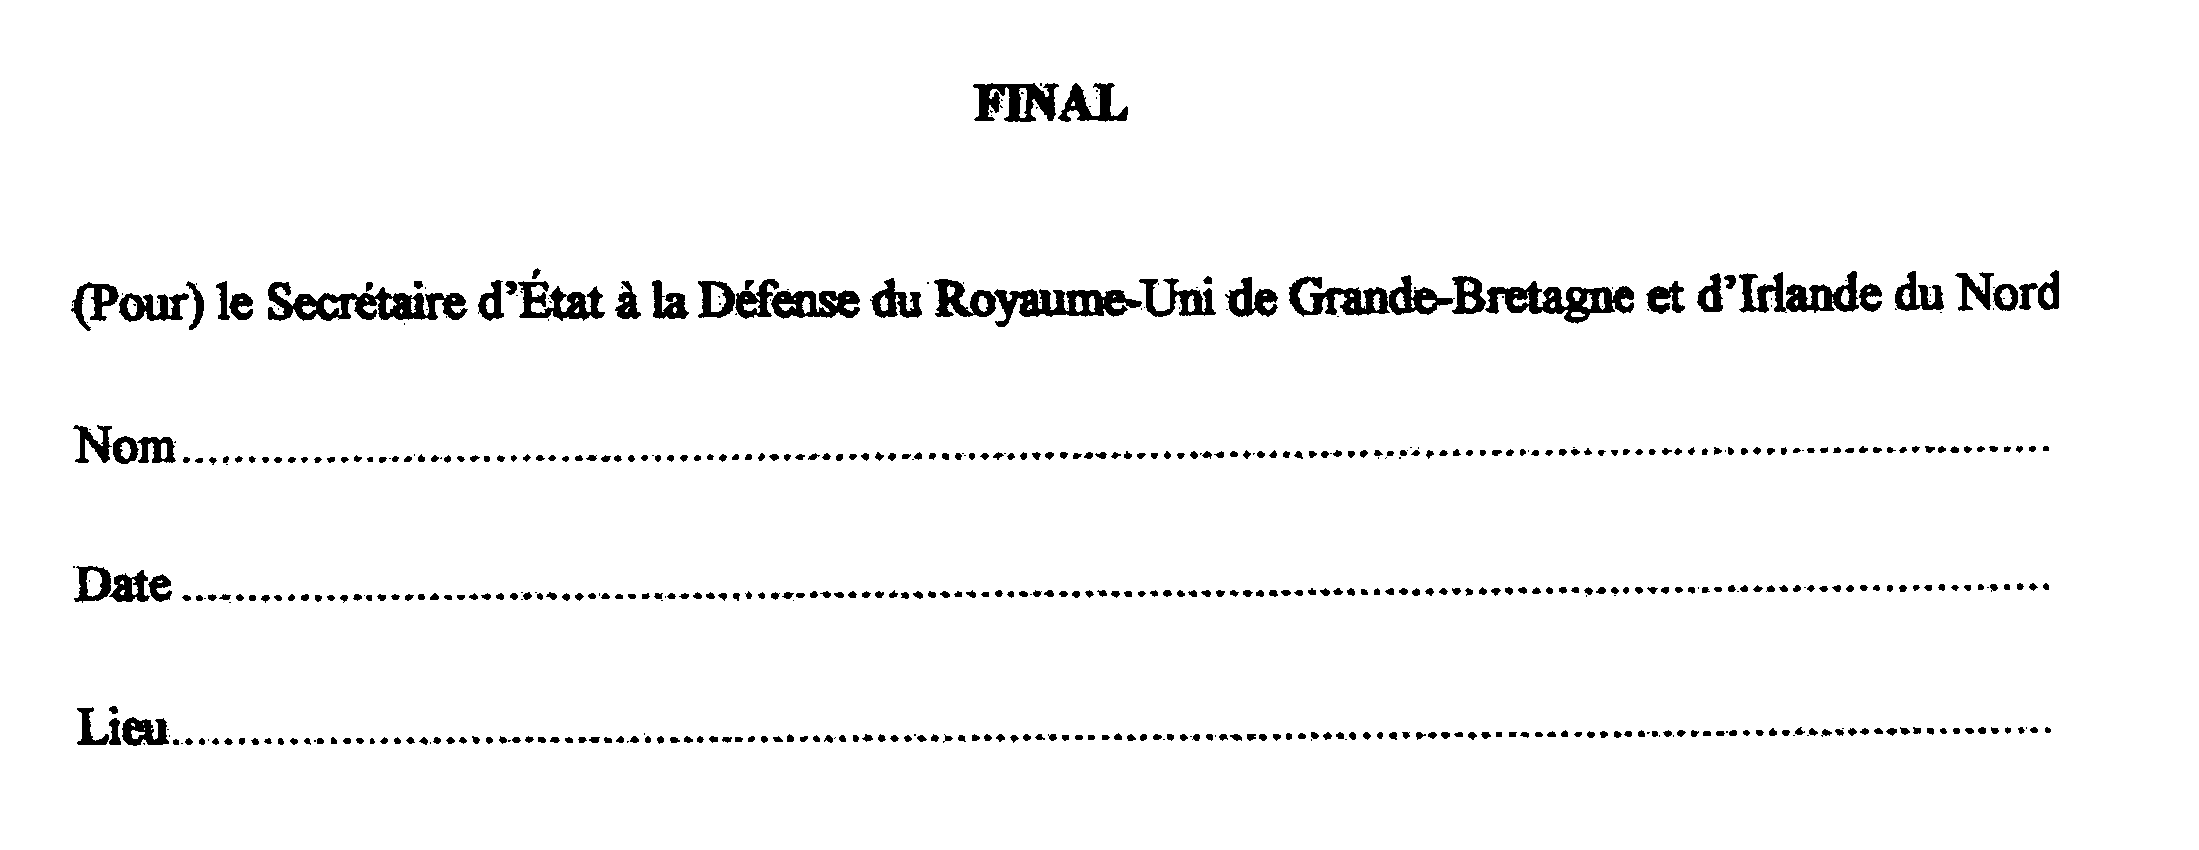 FINAL
(Pour) le Secrétaire d'État à la Défense du Royaume-Uni de Grande-Bretagne et d'Irlande du Nord
Nom..........................................................................................................................................
Date ..........................................................................................................................................
Lieu..........................................................................................................................................